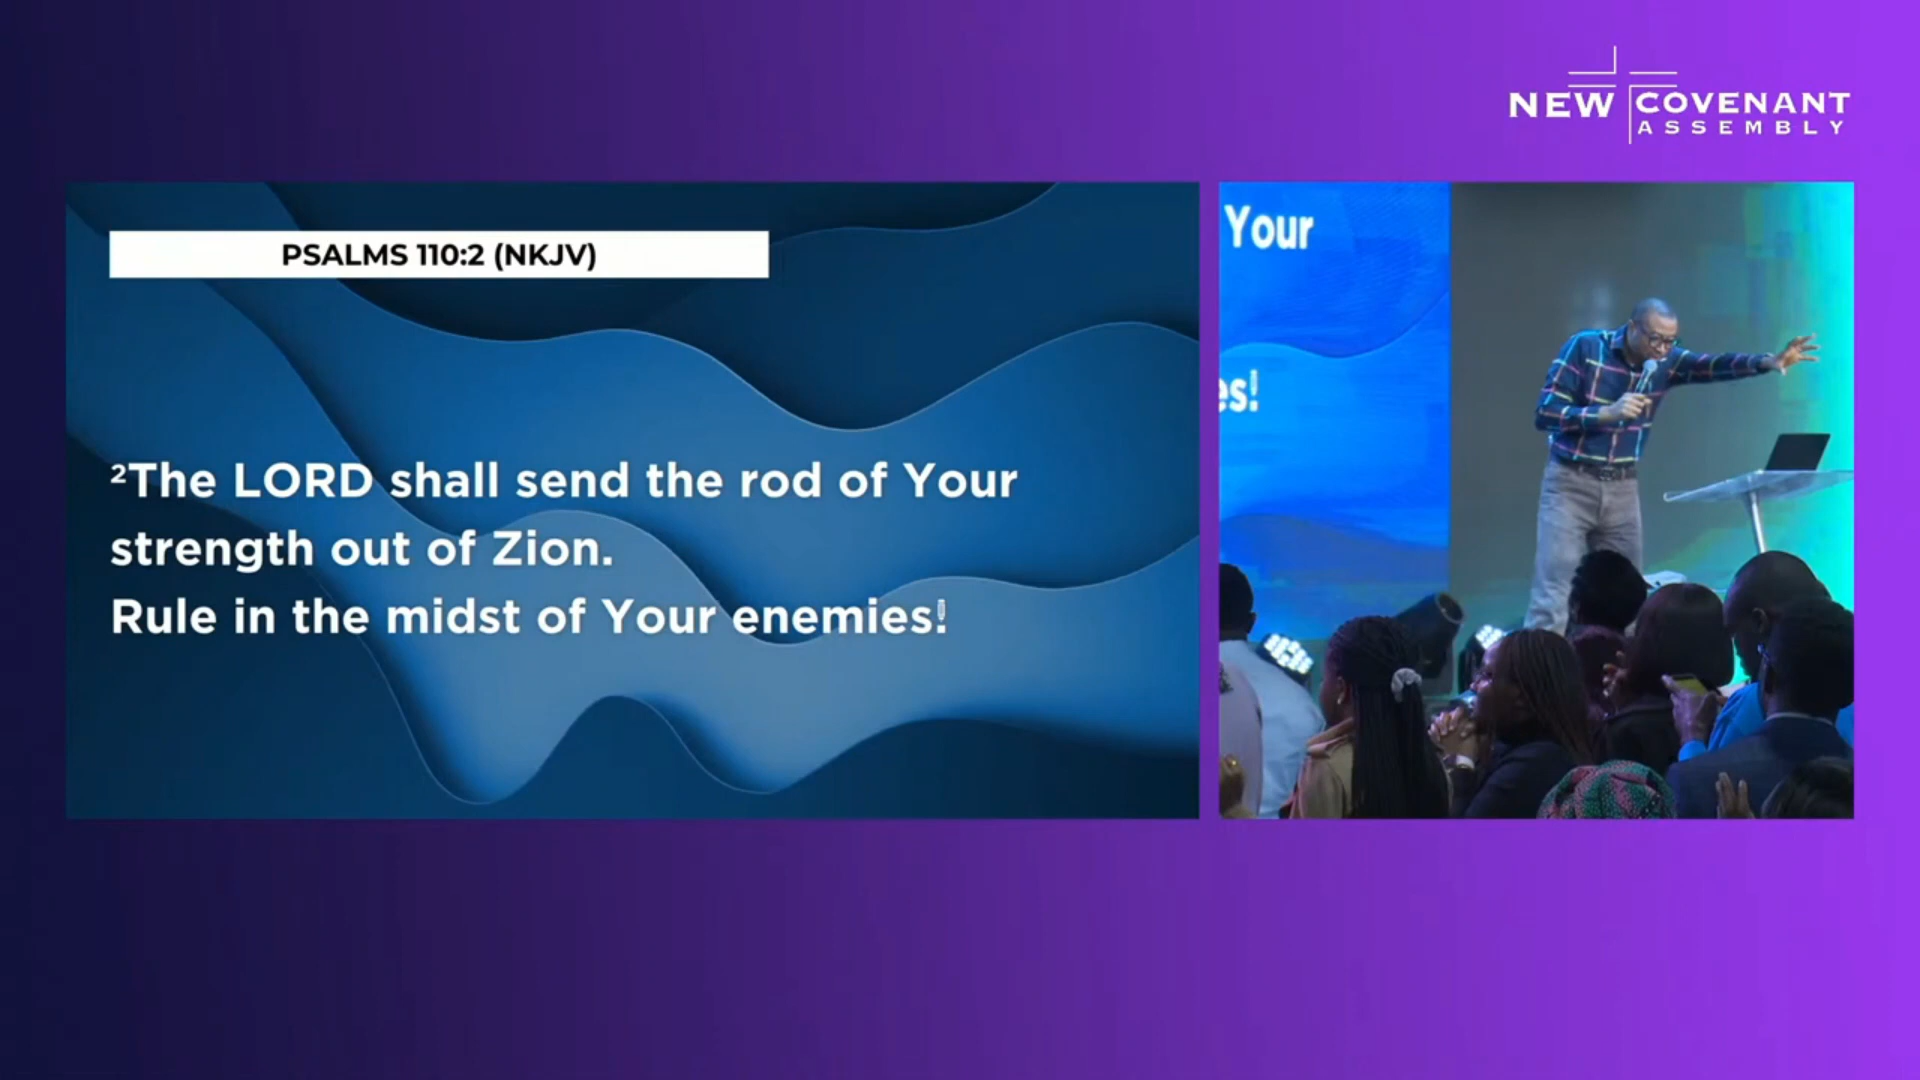 NEW COVENANT
ASSEMBLY
PSALMS 110:2 (NKJV)
²The LORD shall send the rod of Your
strength out of Zion.
Rule in the midst of Your enemies!
Your
es!